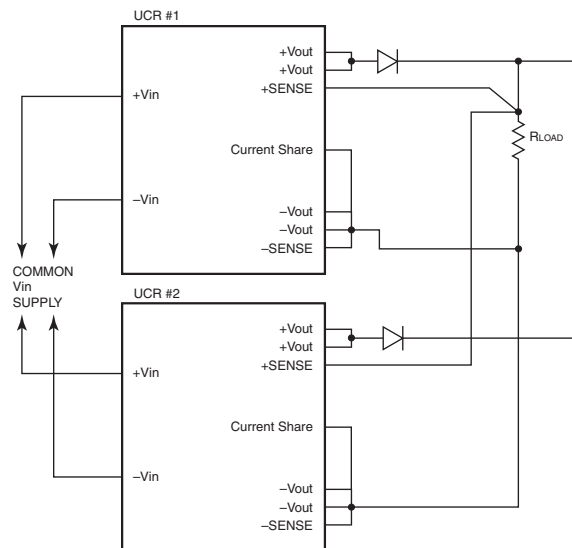 UCR #1
+Vout
+Vout
+SENSE
+Vin
Current Share
RLOAD
–Vin
–Vout
–Vout
–SENSE
COMMON
Vin
SUPPLY
UCR #2
+Vout
+Vout
+SENSE
+Vin
Current Share
–Vin
–Vout
–Vout
–SENSE